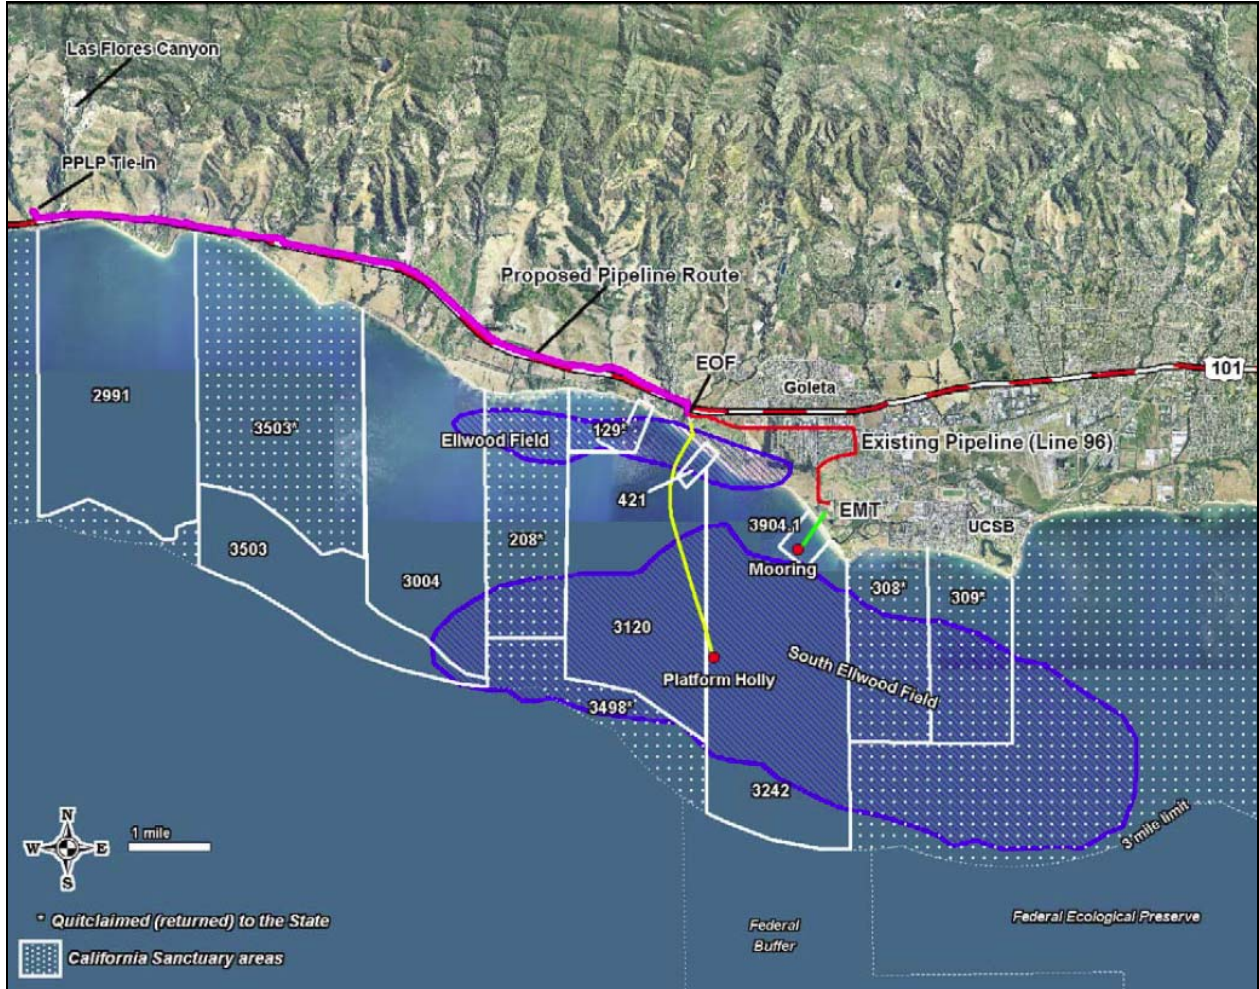 Las Flores Canyon
PPLP Tie-in
Proposed Pipeline Route
EOF
Goleta
101
2991
3503*
Ellwood Field
129*
Existing Pipeline (Line 96)
421
3904.1
EMT
UCSB
208*
3503
3004
Mooring
308*
309*
3120
South Ellwood Field
Platform Holly
3498*
3242
3 mile limit
N
W
E
S
1 mile
* Quitclaimed (returned) to the State
California Sanctuary areas
Federal
Buffer
Federal Ecological Preserve